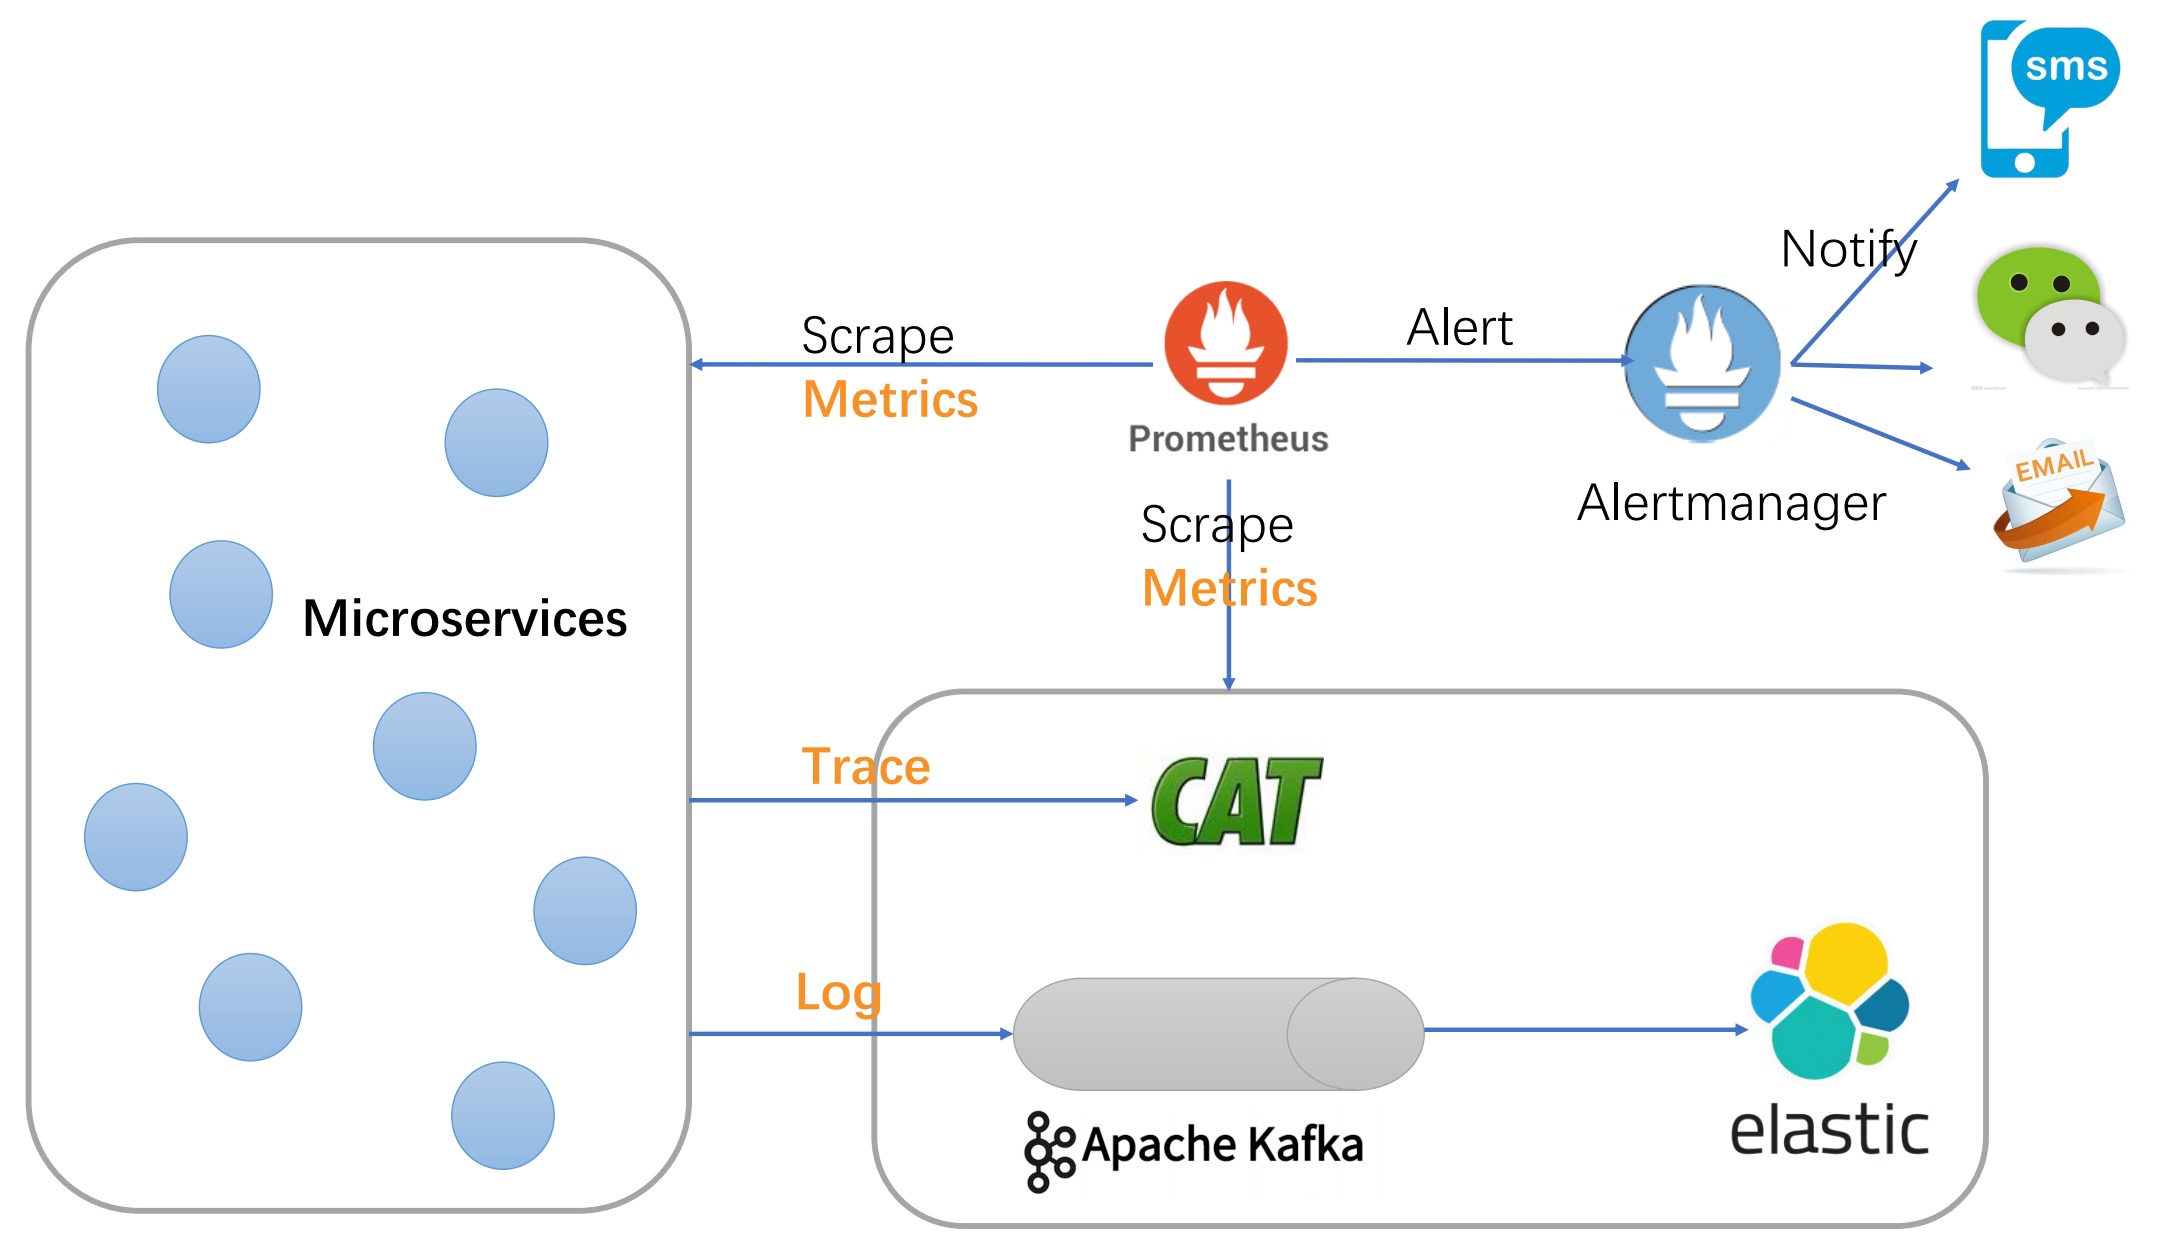 sms
Notify
Scrape
Metrics
Alert
Prometheus
EMAIL
Alertmanager
Scrape
Metrics
Microservices
Trace
CAT
Log
Apache Kafka
elastic